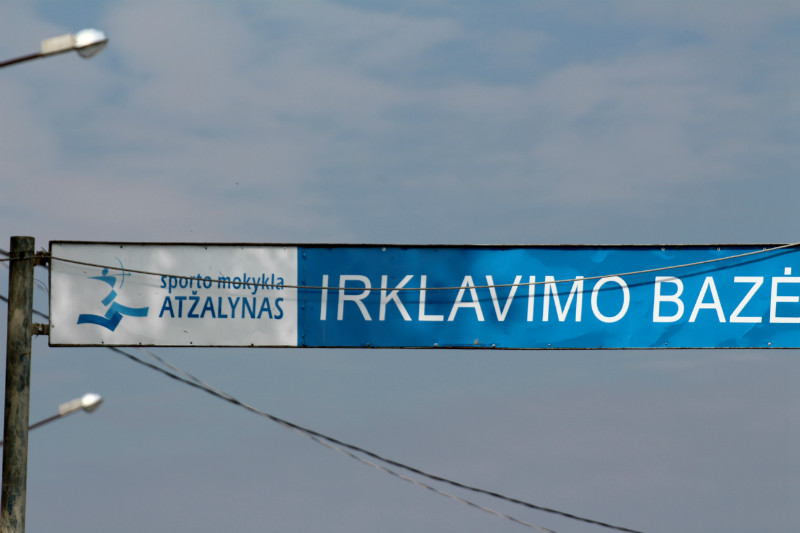 sporto mokykla
ATŽALYNAS
IRKLAVIMO BAZĖ